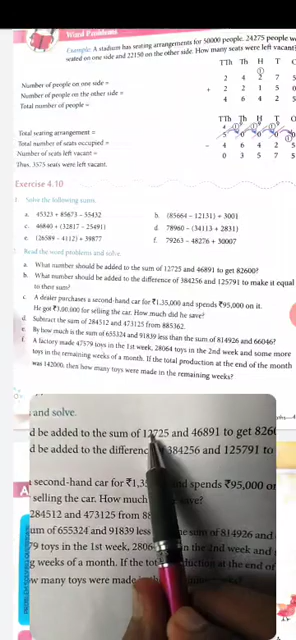 Word Problems
Example: A stadium has seating arrangements for 50000 people. 24275 people w
seated on one side and 22150 on the other side. How many seats were left vacant?
TTh Th H T O
Number of people on one side = 2 4 2 7 5
Number of people on the other side = + 2 2 1 5 0
Total number of people = 4 6 4 2 5
TTh Th H T O
Total seating arrangement =
Total number of seats occupied = - 4 6 4 2 5
Number of seats left vacant = 0 3 5 7 5
Thus, 3575 seats were left vacant.
Exercise 4.10
Solve the following sums.
a. 45323 + 85673 – 55432 b. (85664 – 12131) + 3001
c. 46840 + (32817 – 25491) d. 78960 – (34113 + 2831)
e. (26589 – 4112) + 39877 f. 79263 – 48276 + 30007
Read the word problems and solve.
a. What number should be added to the sum of 12725 and 46891 to get 82600?
b. What number should be added to the difference of 384256 and 125791 to make it equal
to their sum?
c. A dealer purchases a second-hand car for ₹1,35,000 and spends ₹95,000 on it.
He got ₹3,00,000 for selling the car. How much did he save?
d. Subtract the sum of 284512 and 473125 from 885362.
e. By how much is the sum of 655324 and 91839 less than the sum of 814926 and 66046?
f. A factory made 47579 toys in the 1st week, 28064 toys in the 2nd week and some more
toys in the remaining weeks of a month. If the total production at the end of the month
was 142000, then how many toys were made in the remaining weeks?
and solve.
d be added to the sum of 12725 and 46891 to get 8260
d be added to the differenc 384256 and 125791 to
second-hand car for ₹1,35 nd spends ₹95,000 on
selling the car. How much save?
284512 and 473125 from 88
um of 655324 and 91839 less sum of 814926 and
79 toys in the 1st week, 2806 in the 2nd week and
g weeks of a month. If the tot duction at the end of
w many toys were made
PROBLEM SOLVING QUESTIONS
A